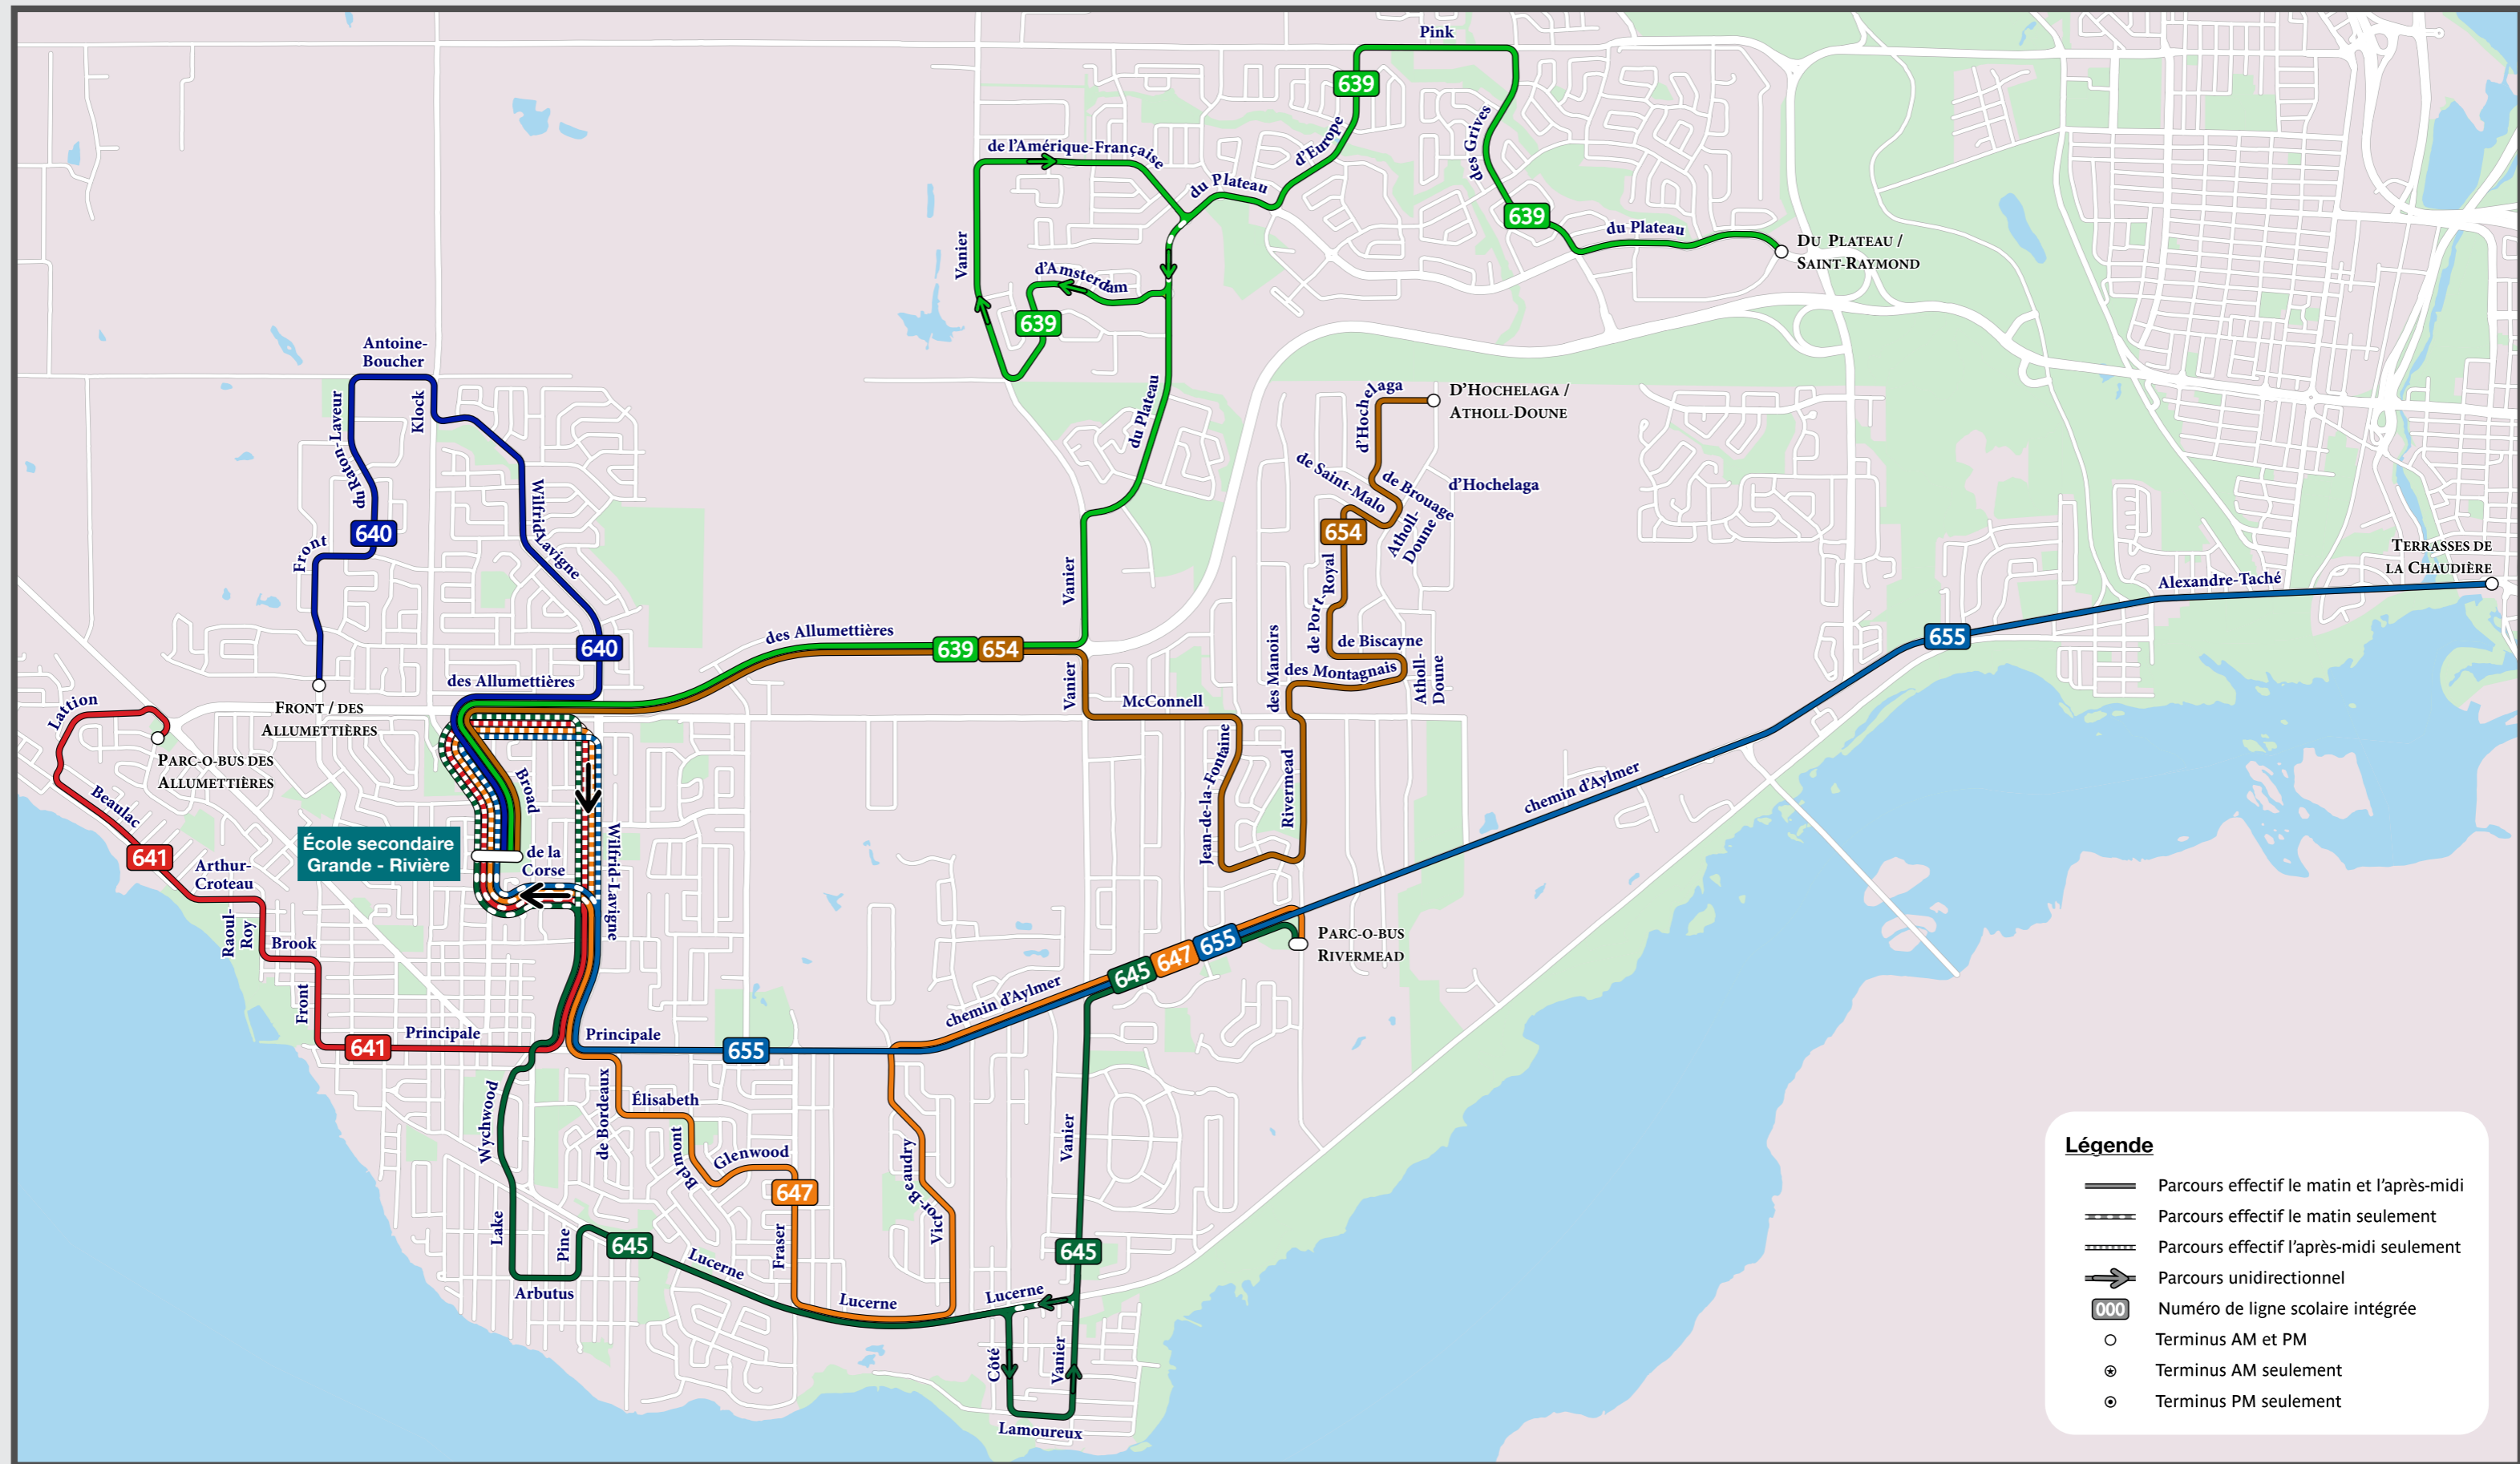 Pink
639
de l'Amérique-Française
d'Europe
des Grives
du Plateau
639
du Plateau
DU PLATEAU /
SAINT-RAYMOND
Vanier
d'Amsterdam
639
Antoine-
Boucher
du Raton-Laveur
Klock
du Plateau
d'Hochelaga
D'HOCHELAGA /
ATHOLL-DOUNE
d'Hochelaga
de Saint-Malo
de Brouage
d'Hochelaga
Wilfrid-Lavigne
640
Front
654
Atholl-
Doune
TERRASSES DE
LA CHAUDIÈRE
Alexandre-Taché
Vanier
de Port-Royal
655
640
des Allumettières
639
654
de Biscayne
des Manoirs
des Montagnais
Atholl-
Doune
des Allumettières
Vanier
McConnell
Lattion
FRONT / DES
ALLUMETTIÈRES
PARC-O-BUS DES
ALLUMETTIÈRES
Broad
Jean-de-la-Fontaine
Rivermead
chemin d'Aylmer
Beaulac
École secondaire
Grande - Rivière
de la
Corse
Wilfrid-Lavigne
641
Arthur-
Croteau
Raoul-
Roy
Brook
PARC-O-BUS
RIVERMEAD
645
647
655
chemin d'Aylmer
Front
641
Principale
Principale
655
Wychwood
de Bordeaux
Élisabeth
Belmont
Glenwood
647
Victor-Beaudry
Vanier
Lake
Pine
645
Lucerne
Fraser
645
Arbutus
Lucerne
Lucerne
Côté
Vanier
Lamoureux
Légende
Parcours effectif le matin et l'après-midi
Parcours effectif le matin seulement
Parcours effectif l'après-midi seulement
Parcours unidirectionnel
000 Numéro de ligne scolaire intégrée
Terminus AM et PM
Terminus AM seulement
Terminus PM seulement